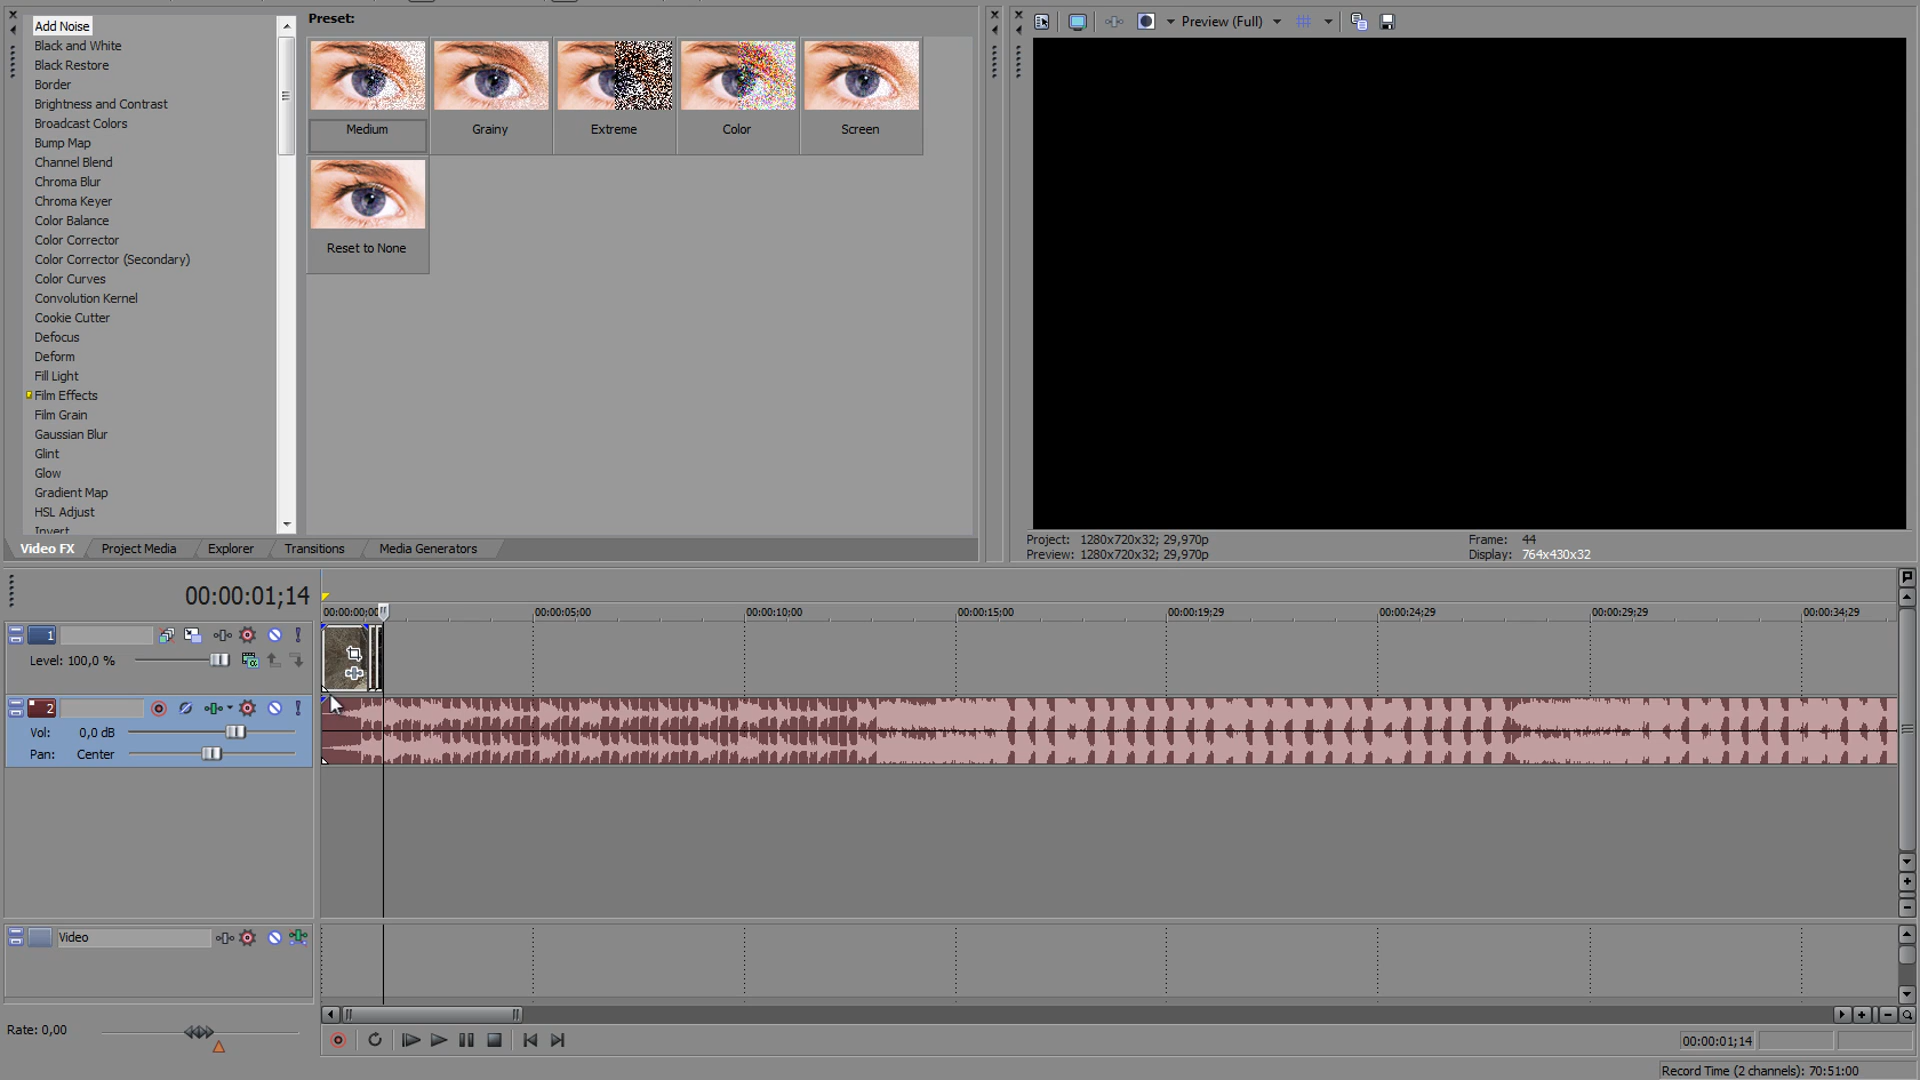 Add Noise
Black and White
Black Restore
Border
Brightness and Contrast
Broadcast Colors
Bump Map
Channel Blend
Chroma Blur
Chroma Keyer
Color Balance
Color Corrector
Color Corrector (Secondary)
Color Curves
Convolution Kernel
Cookie Cutter
Defocus
Deform
Fill Light
Film Effects
Film Grain
Gaussian Blur
Glint
Glow
Gradient Map
HSL Adjust
Invert
Preset:
Medium
Grainy
Extreme
Color
Screen
Reset to None
Video FX
Project Media
Explorer
Transitions
Media Generators
Preview (Full)
Project: 1280x720x32; 29,970p
Preview: 1280x720x32; 29,970p
Frame: 44
Display: 764x430x32
00:00:01;14
00:00:00;00
00:00:05;00
00:00:10;00
00:00:15;00
00:00:19;29
00:00:24;29
00:00:29;29
00:00:34;29
1
Level: 100,0 %
2
Vol: 0,0 dB
Pan: Center
Video
Rate: 0,00
00:00:01;14
Record Time (2 channels): 70:51:00